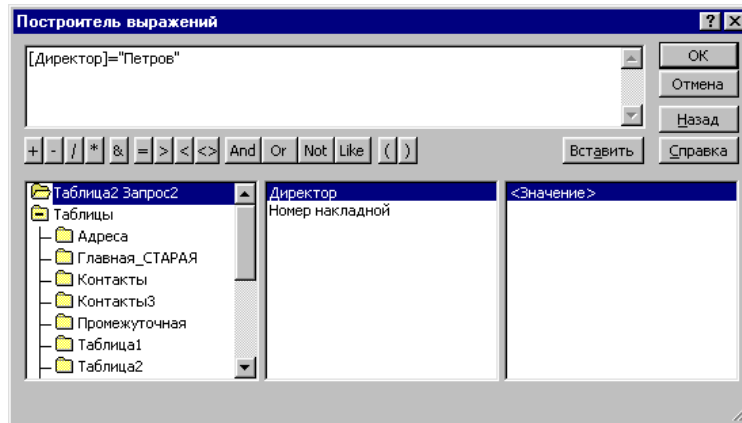 Построитель выражений
[Директор]="Петров"
ОК
Отмена
Назад
+ - / * & = > < <> And Or Not Like ( ) Вставить Справка
Таблица2 Запрос2
Таблицы
Адреса
Главная_СТАРАЯ
Контакты
Контакты3
Промежуточная
Таблица1
Таблица2
Директор
Номер накладной
<Значение>